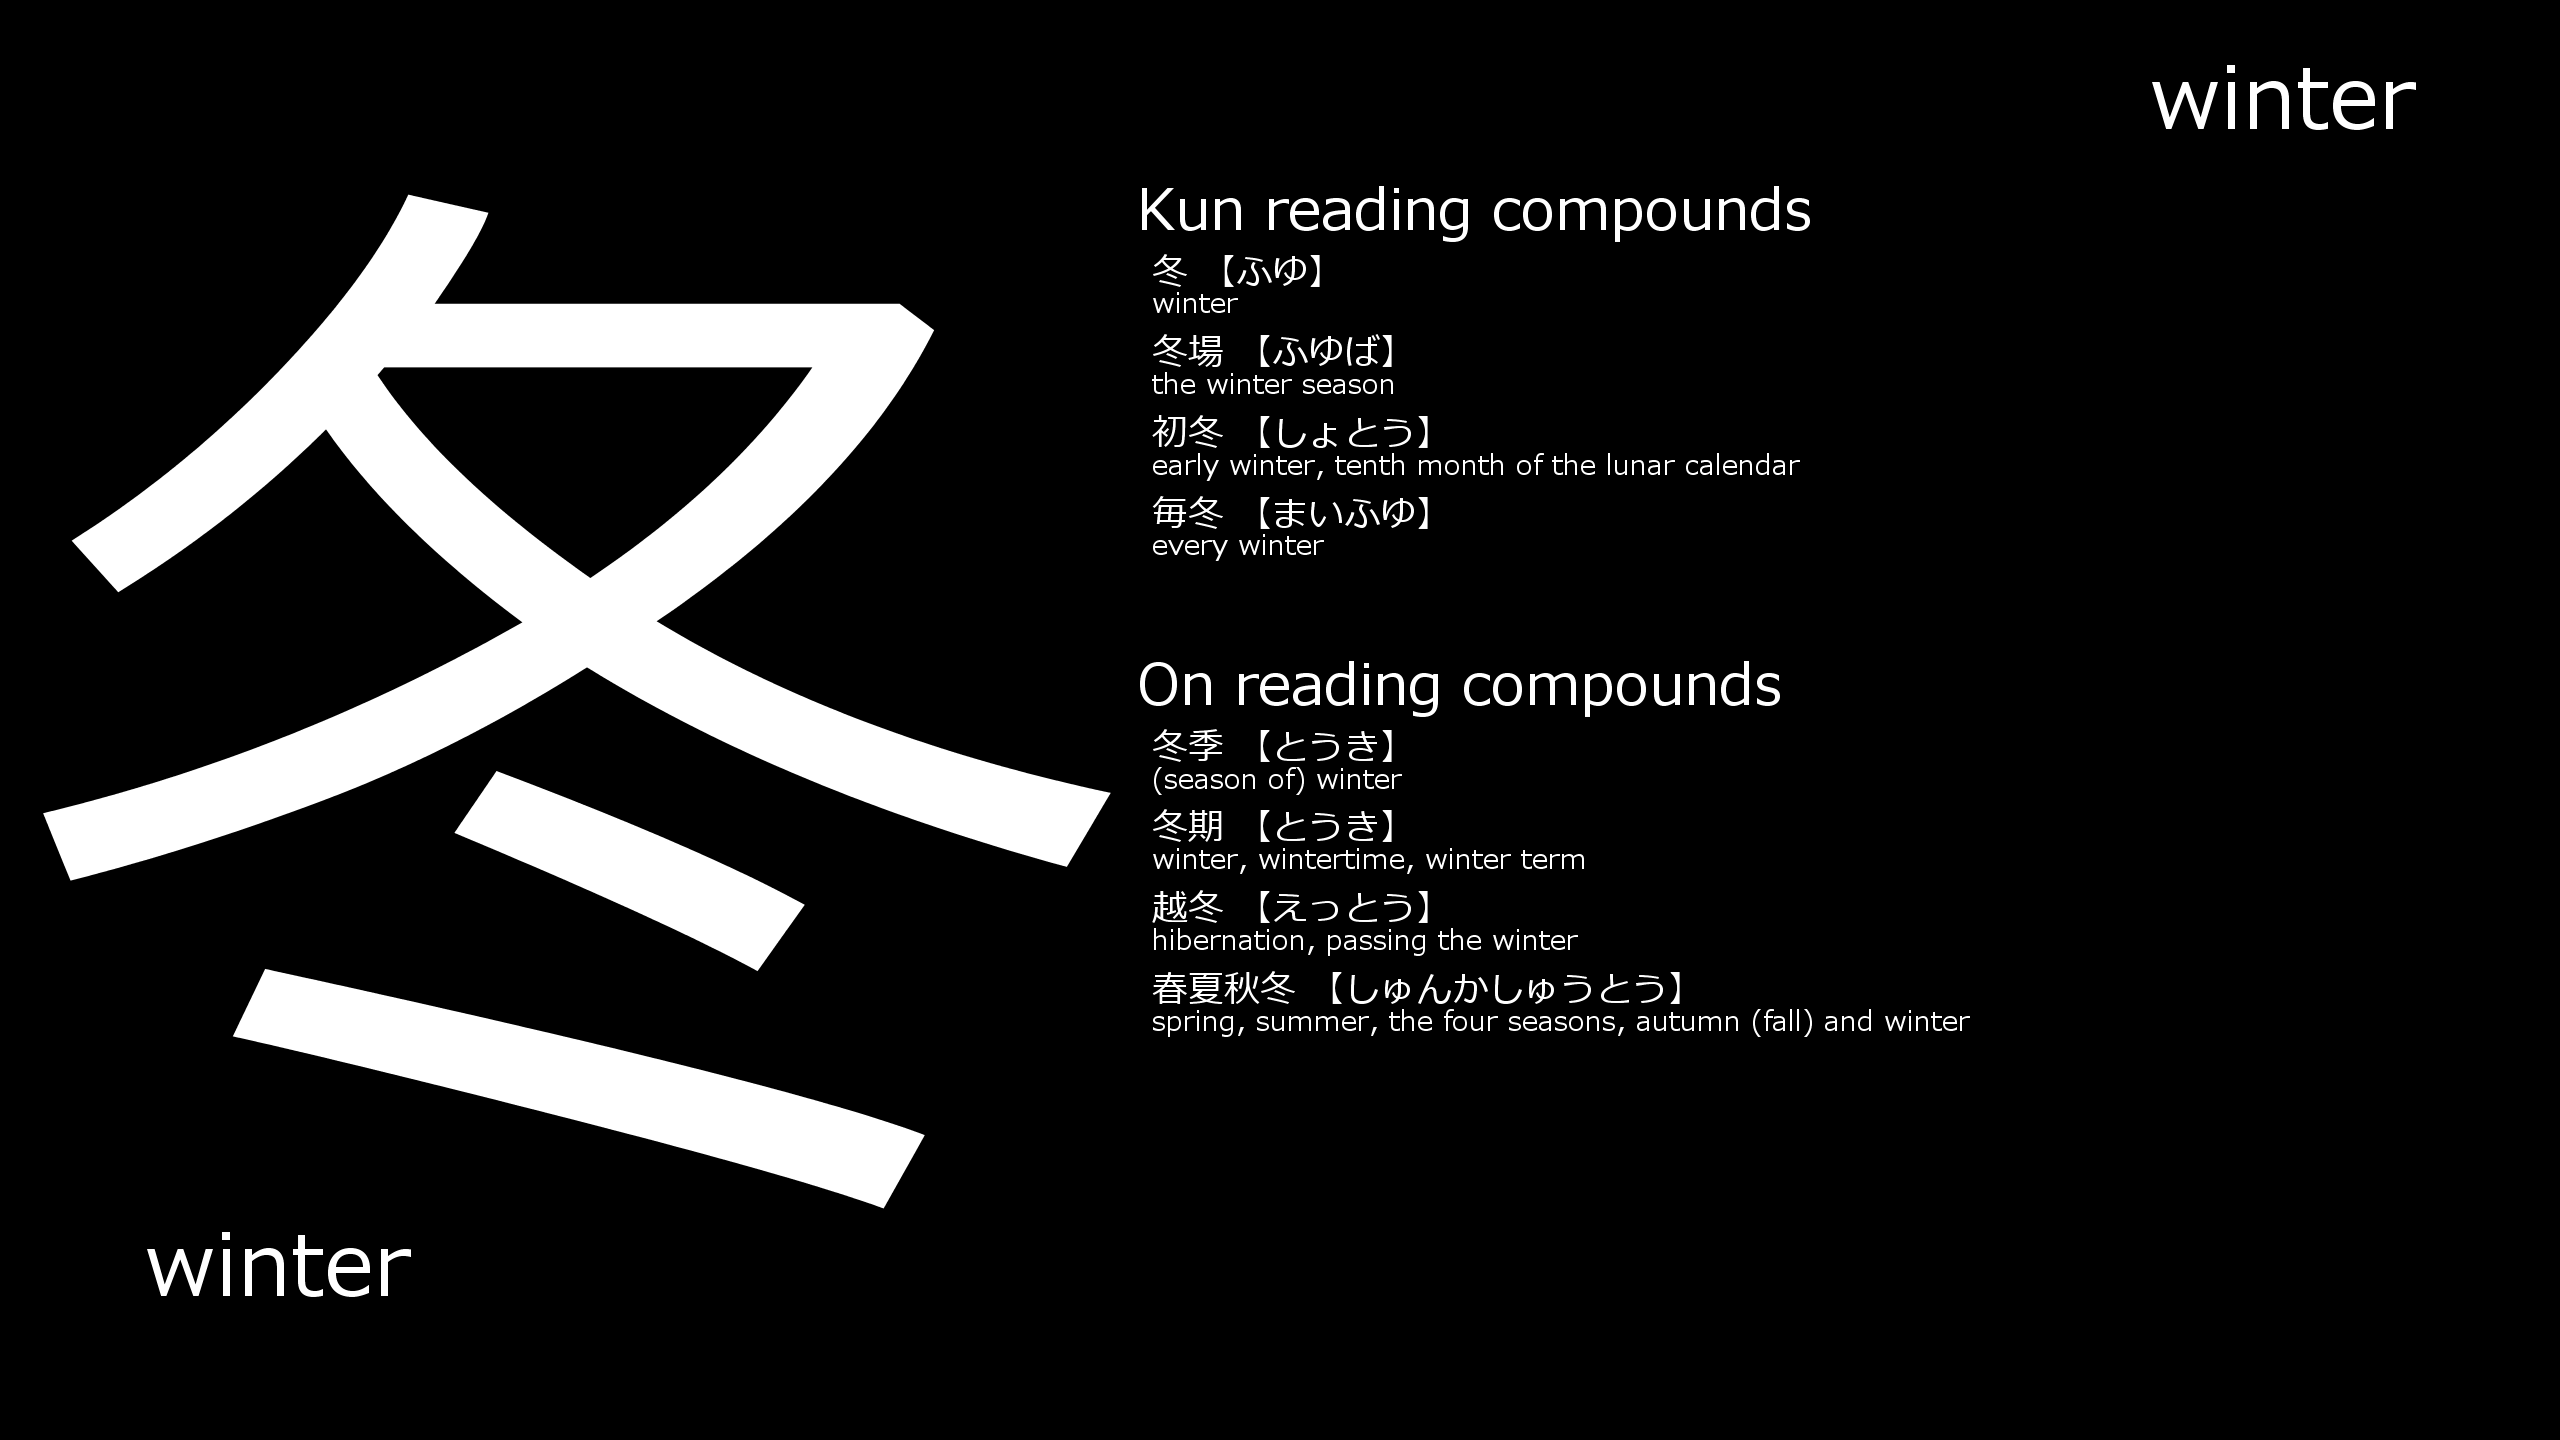 winter
冬
Kun reading compounds
冬 【ふゆ】
winter
冬場 【ふゆば】
the winter season
初冬 【しょとう】
early winter, tenth month of the lunar calendar
毎冬 【まいふゆ】
every winter
On reading compounds
冬季 【とうき】
(season of) winter
冬期 【とうき】
winter, wintertime, winter term
越冬 【えっとう】
hibernation, passing the winter
春夏秋冬 【しゅんかしゅうとう】
spring, summer, the four seasons, autumn (fall) and winter
winter